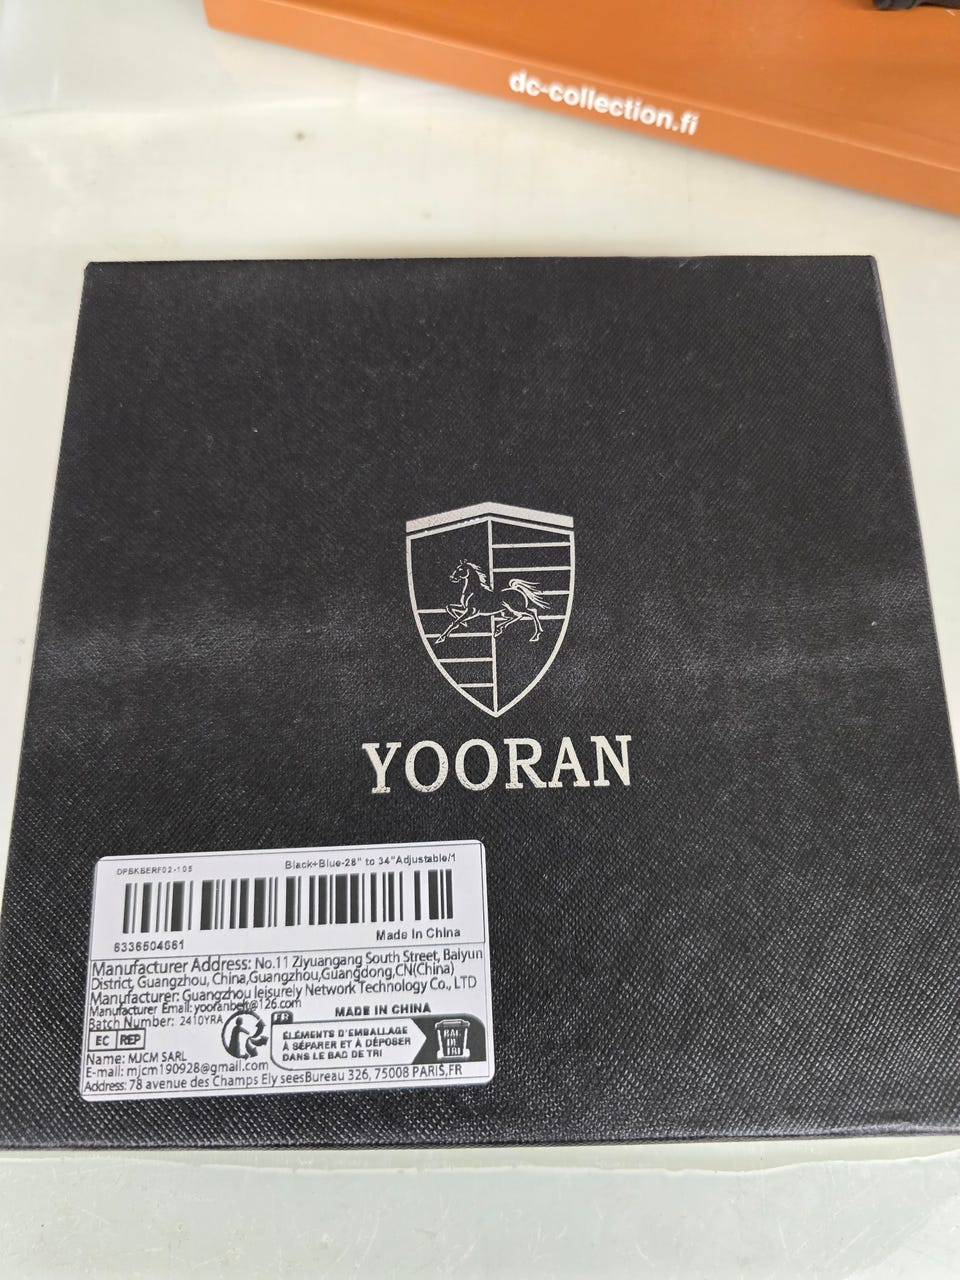 dc-collection.fi
YOORAN
DPBKBERF02-105
Black+Blue-28" to 34"Adjustable/1
6336604661
Made In China
Manufacturer Address: No.11 Ziyuangang South Street, Baiyun
District, Guangzhou, China,Guangzhou,Guangdong,CN(China)
Manufacturer: Guangzhou leisurely Network Technology Co., LTD
Manufacturer Email: yooranbelt@126.com
Batch Number: 2410YRA
EC REP
Name: MJCM SARL
E-mail: mjcm190928@gmail.com
Address: 78 avenue des Champs Ely seesBureau 326, 75008 PARIS,FR
MADE IN CHINA
FR
ÉLÉMENTS D'EMBALLAGE
À SÉPARER ET À DÉPOSER
DANS LE BAC DE TRI
BAC
DE
TRI